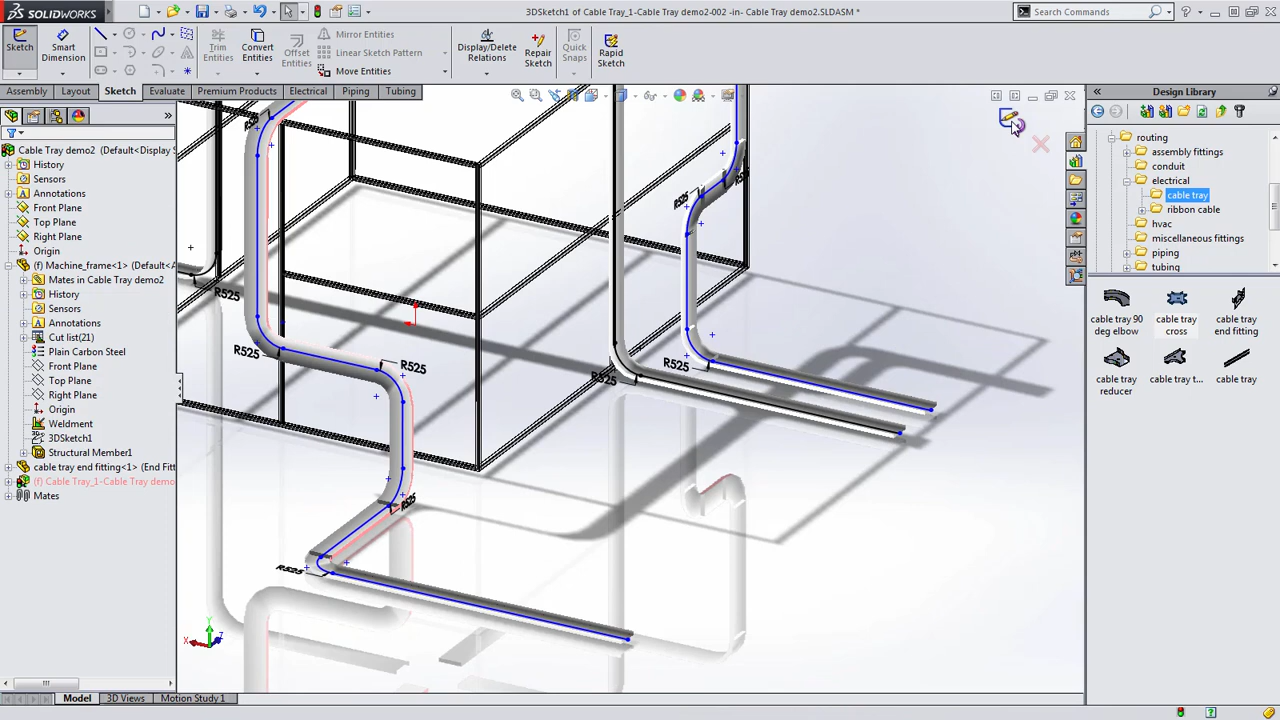 SOLIDWORKS
3DSketch1 of Cable Tray_1-Cable Tray demo2-002 -in- Cable Tray demo2.SLDASM *
Search Commands
Sketch
Smart Dimension
Trim Entities
Convert Entities
Offset Entities
Mirror Entities
Linear Sketch Pattern
Move Entities
Display/Delete Relations
Repair Sketch
Quick Snaps
Rapid Sketch
Assembly
Layout
Sketch
Evaluate
Premium Products
Electrical
Piping
Tubing
Cable Tray demo2 (Default<Display S
History
Sensors
Annotations
Front Plane
Top Plane
Right Plane
Origin
(f) Machine_frame<1> (Default<
Mates in Cable Tray demo2
History
Sensors
Annotations
Cut list(21)
Plain Carbon Steel
Front Plane
Top Plane
Right Plane
Origin
Weldment
3DSketch1
Structural Member1
cable tray end fitting<1> (End Fit
(f) Cable Tray_1-Cable Tray demo
Mates
R525
R525
R525
R525
R525
R525
R525
R525
R525
Y
X
Z
Design Library
routing
assembly fittings
conduit
electrical
cable tray
ribbon cable
hvac
miscellaneous fittings
piping
tubing
cable tray 90 deg elbow
cable tray cross
cable tray end fitting
cable tray reducer
cable tray t...
cable tray
Model
3D Views
Motion Study 1